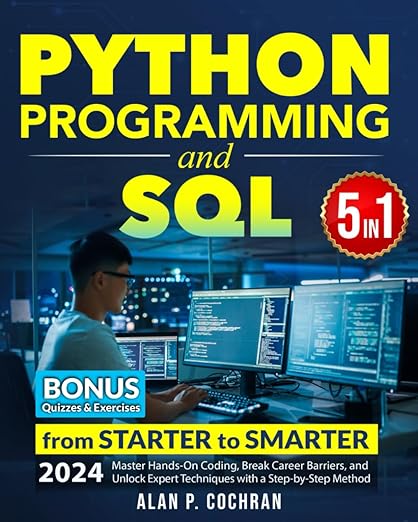 PYTHON
PROGRAMMING
and
SQL
5 IN 1
BONUS
Quizzes & Exercises
from STARTER to SMARTER
2024 Master Hands-On Coding, Break Career Barriers, and
Unlock Expert Techniques with a Step-by-Step Method
ALAN P. COCHRAN